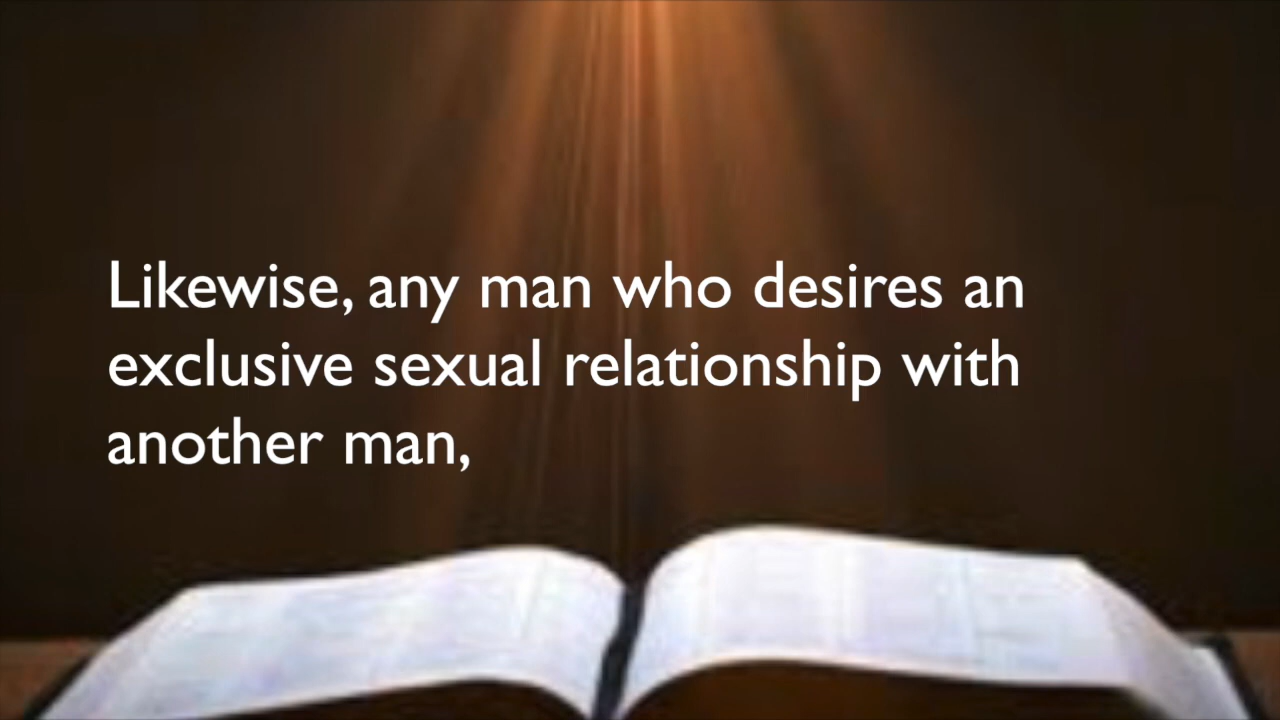 Likewise, any man who desires an
exclusive sexual relationship with
another man,